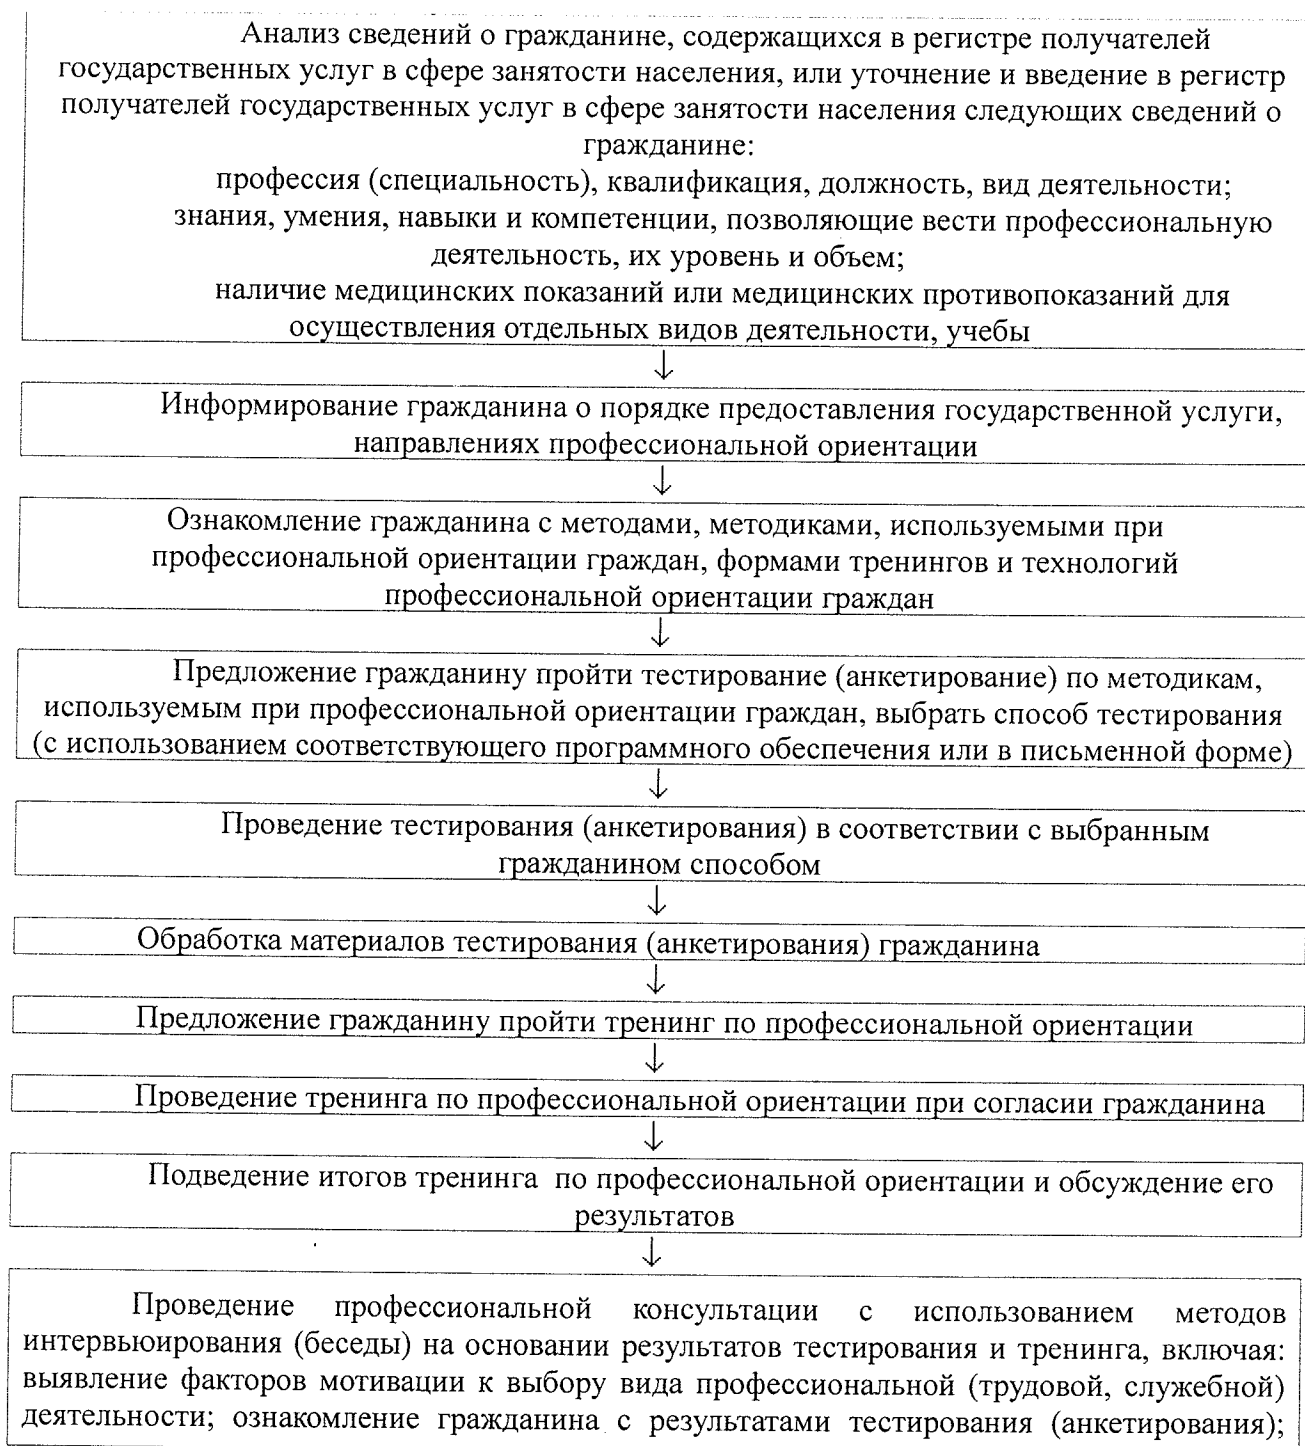 Анализ сведений о гражданине, содержащихся в регистре получателей
государственных услуг в сфере занятости населения, или уточнение и введение в регистр
получателей государственных услуг в сфере занятости населения следующих сведений о
гражданине:
профессия (специальность), квалификация, должность, вид деятельности;
знания, умения, навыки и компетенции, позволяющие вести профессиональную
деятельность, их уровень и объем;
наличие медицинских показаний или медицинских противопоказаний для
осуществления отдельных видов деятельности, учебы
↓
Информирование гражданина о порядке предоставления государственной услуги,
направлениях профессиональной ориентации
↓
Ознакомление гражданина с методами, методиками, используемыми при
профессиональной ориентации граждан, формами тренингов и технологий
профессиональной ориентации граждан
↓
Предложение гражданину пройти тестирование (анкетирование) по методикам,
используемым при профессиональной ориентации граждан, выбрать способ тестирования
(с использованием соответствующего программного обеспечения или в письменной форме)
↓
Проведение тестирования (анкетирования) в соответствии с выбранным
гражданином способом
↓
Обработка материалов тестирования (анкетирования) гражданина
↓
Предложение гражданину пройти тренинг по профессиональной ориентации
↓
Проведение тренинга по профессиональной ориентации при согласии гражданина
↓
Подведение итогов тренинга по профессиональной ориентации и обсуждение его
результатов
↓
Проведение профессиональной консультации с использованием методов
интервьюирования (беседы) на основании результатов тестирования и тренинга, включая:
выявление факторов мотивации к выбору вида профессиональной (трудовой, служебной)
деятельности; ознакомление гражданина с результатами тестирования (анкетирования);